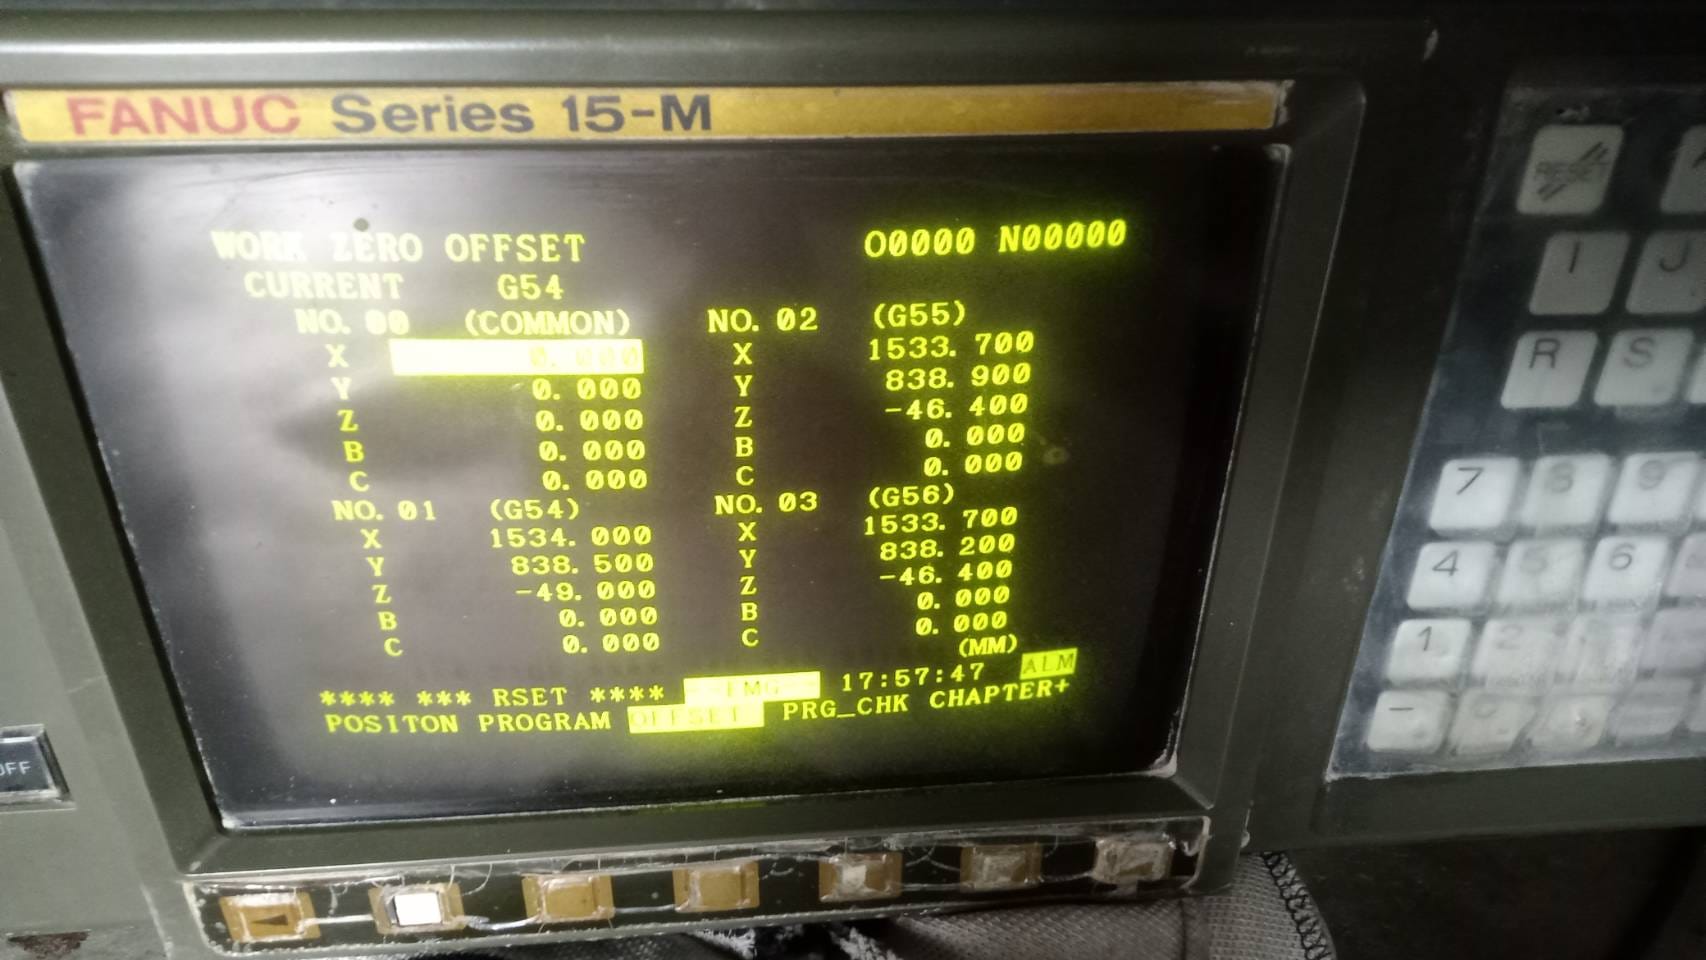 FANUC Series 15-M
WORK ZERO OFFSET O0000 N00000
CURRENT G54
NO. 00 (COMMON) NO. 02 (G55)
X 0. 000 X 1533. 700
Y 0. 000 Y 838. 900
Z 0. 000 Z -46. 400
B 0. 000 B 0. 000
C 0. 000 C 0. 000
NO. 01 (G54) NO. 03 (G56)
X 1534. 000 X 1533. 700
Y 838. 500 Y 838. 200
Z -49. 000 Z -46. 400
B 0. 000 B 0. 000
C 0. 000 C 0. 000
(MM)
**** *** RSET **** --EMG-- 17:57:47 ALM
POSITON PROGRAM OFFSET PRG_CHK CHAPTER+
RESET
I J
R S
7 8 9
4 5 6
1 2
-
OFF